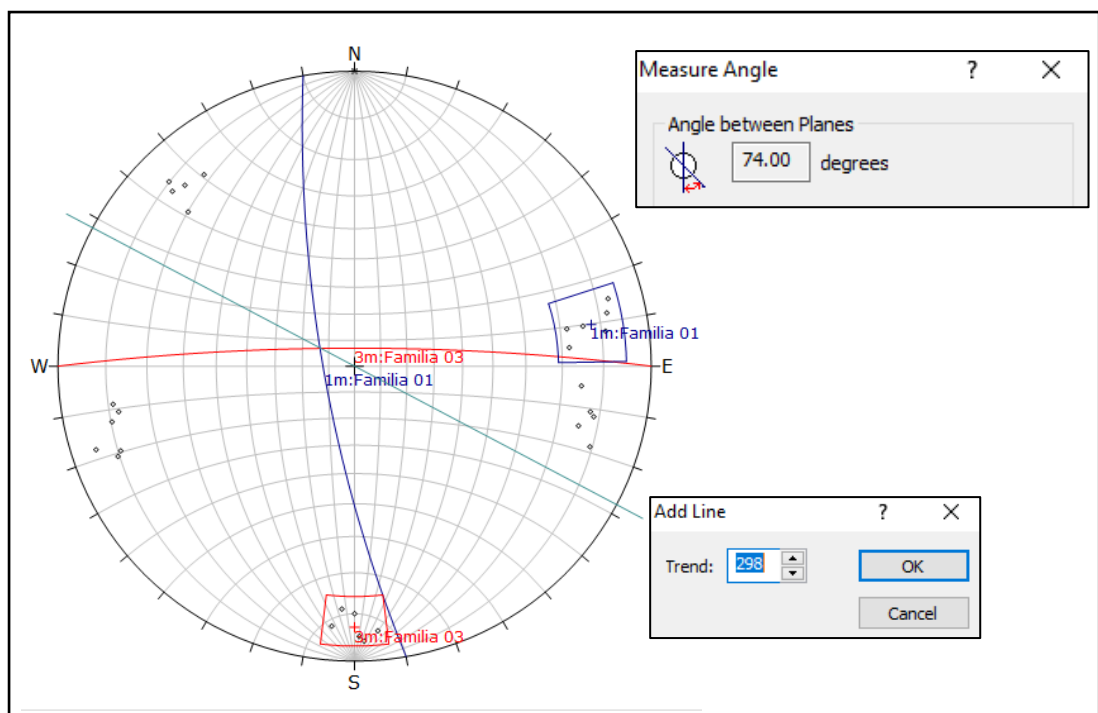 N
Measure Angle ? X
Angle between Planes
74.00 degrees
1m:Familia 01
W
3m:Familia 03
E
1m:Familia 01
Add Line ? X
Trend: 298 OK
Cancel
3m:Familia 03
S